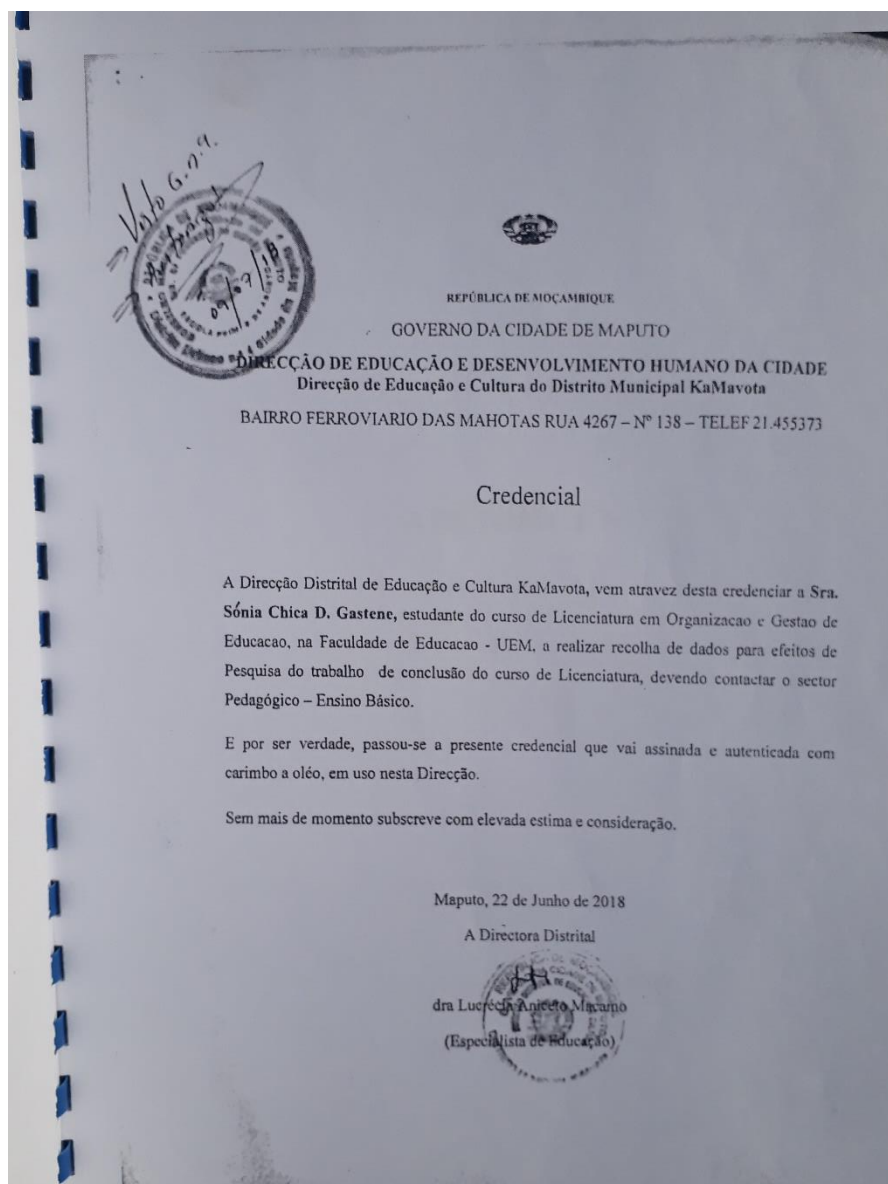 Visto
REPÚBLICA DE MOÇAMBIQUE
GOVERNO DA CIDADE DE MAPUTO
DIRECÇÃO DE EDUCAÇÃO E DESENVOLVIMENTO HUMANO DA CIDADE
Direcção de Educação e Cultura do Distrito Municipal KaMavota
BAIRRO FERROVIARIO DAS MAHOTAS RUA 4267 – Nº 138 – TELEF 21.455373
Credencial
A Direcção Distrital de Educação e Cultura KaMavota, vem atravez desta credenciar a Sra.
Sónia Chica D. Gastene, estudante do curso de Licenciatura em Organizacao e Gestao de
Educacao, na Faculdade de Educacao - UEM, a realizar recolha de dados para efeitos de
Pesquisa do trabalho de conclusão do curso de Licenciatura, devendo contactar o sector
Pedagógico – Ensino Básico.
E por ser verdade, passou-se a presente credencial que vai assinada e autenticada com
carimbo a oléo, em uso nesta Direcção.
Sem mais de momento subscreve com elevada estima e consideração.
Maputo, 22 de Junho de 2018
A Directora Distrital
dra Lucrécia Aniceto Macamo
(Especialista de Educação)